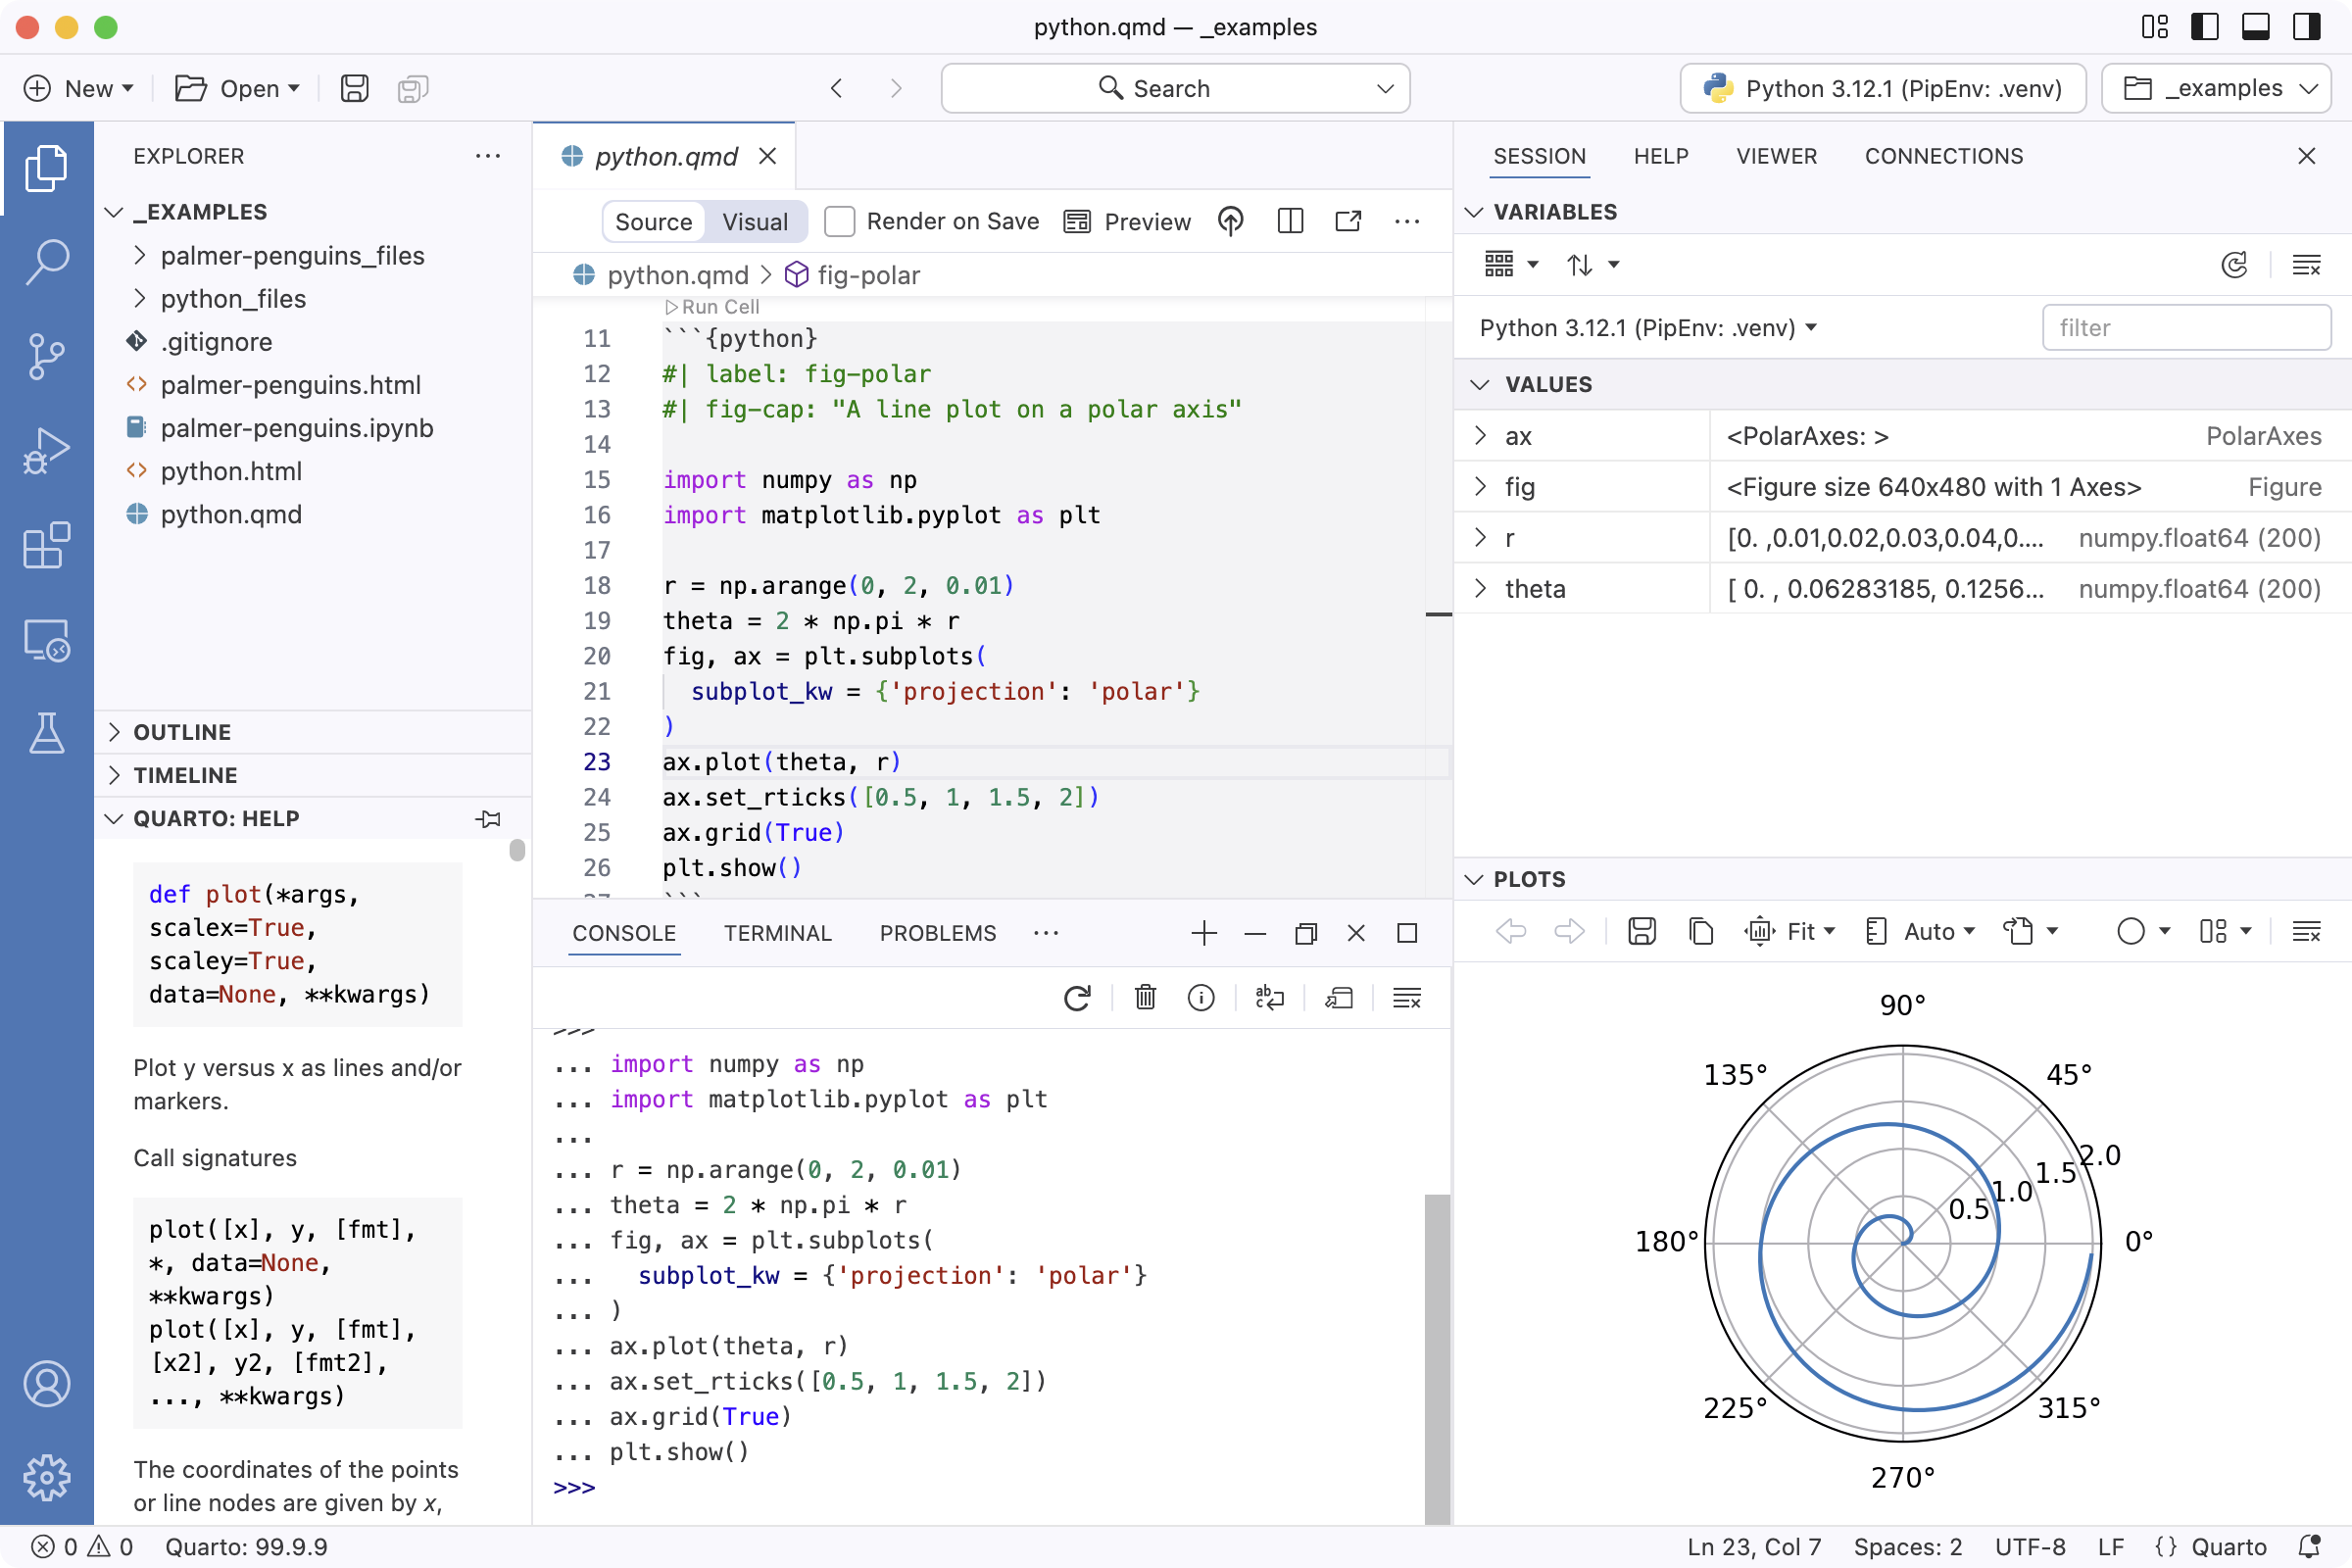 python.qmd — _examples
New
Open
Search
Python 3.12.1 (PipEnv: .venv)
_examples
EXPLORER
_EXAMPLES
palmer-penguins_files
python_files
.gitignore
palmer-penguins.html
palmer-penguins.ipynb
python.html
python.qmd
OUTLINE
TIMELINE
QUARTO: HELP
def plot(*args,
scalex=True,
scaley=True,
data=None, **kwargs)
Plot y versus x as lines and/or
markers.
Call signatures
plot([x], y, [fmt],
*, data=None,
**kwargs)
plot([x], y, [fmt],
[x2], y2, [fmt2],
..., **kwargs)
The coordinates of the points
or line nodes are given by x,
python.qmd
Source Visual Render on Save Preview
python.qmd > fig-polar
Run Cell
11 ```{python}
12 #| label: fig-polar
13 #| fig-cap: "A line plot on a polar axis"
14
15 import numpy as np
16 import matplotlib.pyplot as plt
17
18 r = np.arange(0, 2, 0.01)
19 theta = 2 * np.pi * r
20 fig, ax = plt.subplots(
21   subplot_kw = {'projection': 'polar'}
22 )
23 ax.plot(theta, r)
24 ax.set_rticks([0.5, 1, 1.5, 2])
25 ax.grid(True)
26 plt.show()
27 ```
CONSOLE TERMINAL PROBLEMS
>>>
... import numpy as np
... import matplotlib.pyplot as plt
...
... r = np.arange(0, 2, 0.01)
... theta = 2 * np.pi * r
... fig, ax = plt.subplots(
...   subplot_kw = {'projection': 'polar'}
... )
... ax.plot(theta, r)
... ax.set_rticks([0.5, 1, 1.5, 2])
... ax.grid(True)
... plt.show()
>>>
SESSION HELP VIEWER CONNECTIONS
VARIABLES
Python 3.12.1 (PipEnv: .venv)
filter
VALUES
ax <PolarAxes: > PolarAxes
fig <Figure size 640x480 with 1 Axes> Figure
r [0. ,0.01,0.02,0.03,0.04,0.... numpy.float64 (200)
theta [ 0. , 0.06283185, 0.1256... numpy.float64 (200)
PLOTS
Fit
Auto
90°
135°
45°
2.0
1.5
1.0
0.5
180°
0°
225°
315°
270°
0 0 Quarto: 99.9.9
Ln 23, Col 7 Spaces: 2 UTF-8 LF {} Quarto